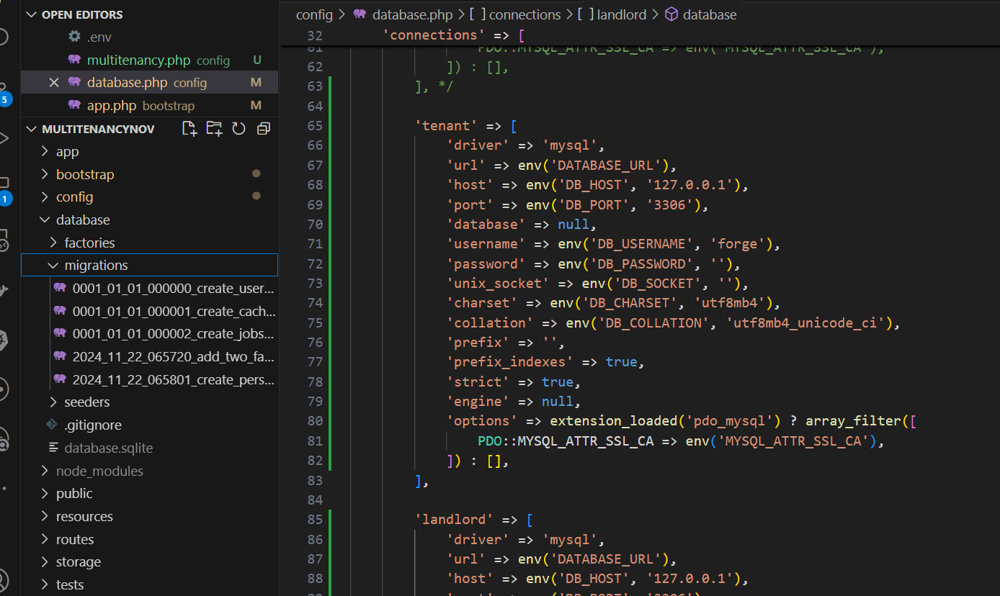 OPEN EDITORS
.env
multitenancy.php config U
database.php config M
app.php bootstrap M
MULTITENANCYNOV
app
bootstrap
config
database
factories
migrations
0001_01_01_000000_create_user...
0001_01_01_000001_create_cach...
0001_01_01_000002_create_jobs...
2024_11_22_065720_add_two_fa...
2024_11_22_065801_create_pers...
seeders
.gitignore
database.sqlite
node_modules
public
resources
routes
storage
tests
5
1
config > database.php > [ ] connections > [ ] landlord > database
32 'connections' => [
61 PDO::MYSQL_ATTR_SSL_CA => env('MYSQL_ATTR_SSL_CA'),
62 ]) : [],
63 ], */
64
65 'tenant' => [
66 'driver' => 'mysql',
67 'url' => env('DATABASE_URL'),
68 'host' => env('DB_HOST', '127.0.0.1'),
69 'port' => env('DB_PORT', '3306'),
70 'database' => null,
71 'username' => env('DB_USERNAME', 'forge'),
72 'password' => env('DB_PASSWORD', ''),
73 'unix_socket' => env('DB_SOCKET', ''),
74 'charset' => env('DB_CHARSET', 'utf8mb4'),
75 'collation' => env('DB_COLLATION', 'utf8mb4_unicode_ci'),
76 'prefix' => '',
77 'prefix_indexes' => true,
78 'strict' => true,
79 'engine' => null,
80 'options' => extension_loaded('pdo_mysql') ? array_filter([
81 PDO::MYSQL_ATTR_SSL_CA => env('MYSQL_ATTR_SSL_CA'),
82 ]) : [],
83 ],
84
85 'landlord' => [
86 'driver' => 'mysql',
87 'url' => env('DATABASE_URL'),
88 'host' => env('DB_HOST', '127.0.0.1'),